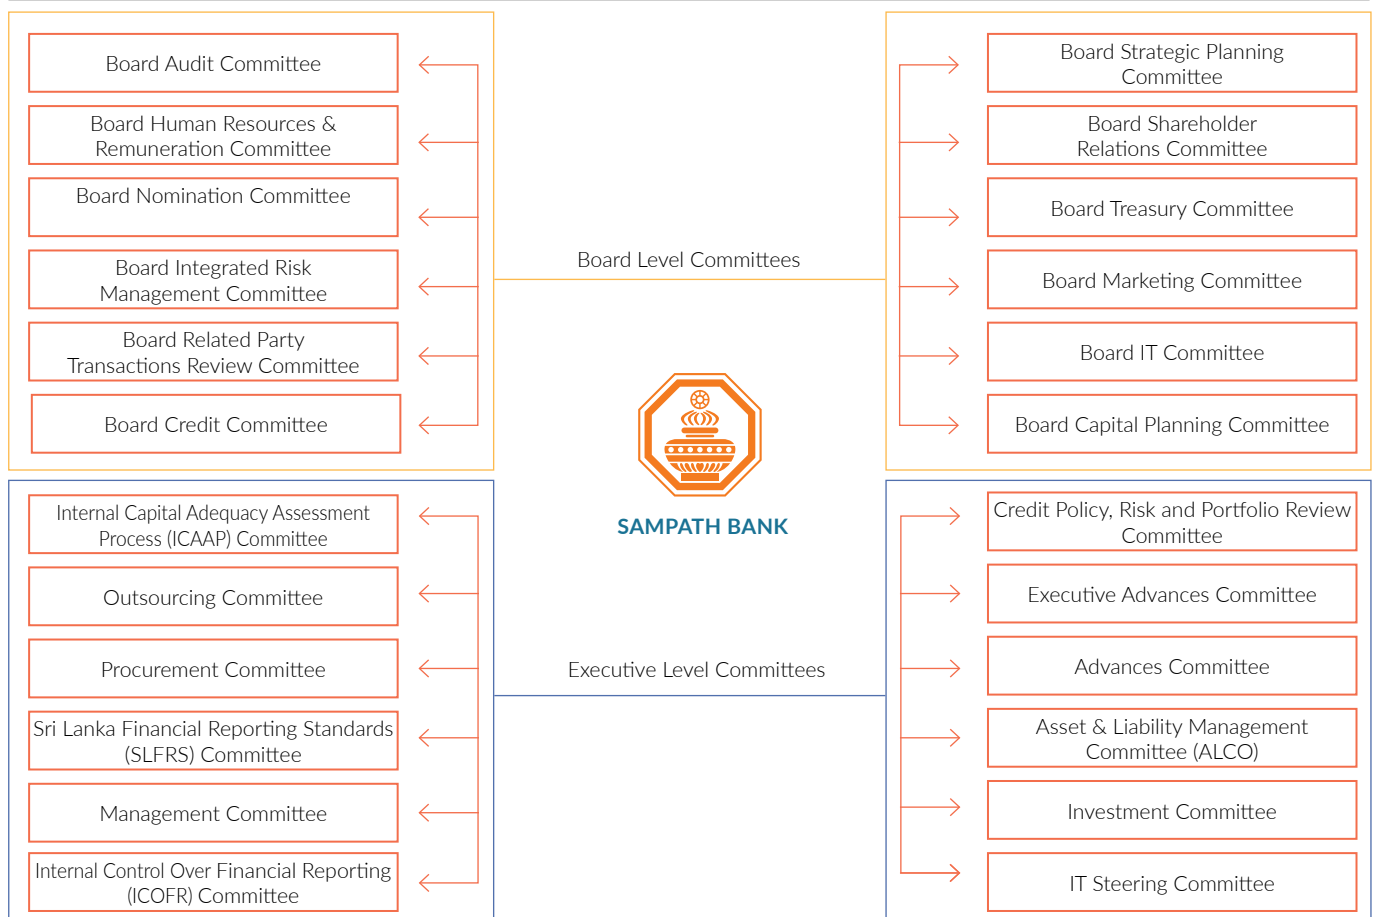 Board Audit Committee
Board Human Resources &
Remuneration Committee
Board Nomination Committee
Board Integrated Risk
Management Committee
Board Related Party
Transactions Review Committee
Board Credit Committee
Board Level Committees
Board Strategic Planning
Committee
Board Shareholder
Relations Committee
Board Treasury Committee
Board Marketing Committee
Board IT Committee
Board Capital Planning Committee
SAMPATH BANK
Internal Capital Adequacy Assessment
Process (ICAAP) Committee
Outsourcing Committee
Procurement Committee
Sri Lanka Financial Reporting Standards
(SLFRS) Committee
Management Committee
Internal Control Over Financial Reporting
(ICOFR) Committee
Executive Level Committees
Credit Policy, Risk and Portfolio Review
Committee
Executive Advances Committee
Advances Committee
Asset & Liability Management
Committee (ALCO)
Investment Committee
IT Steering Committee